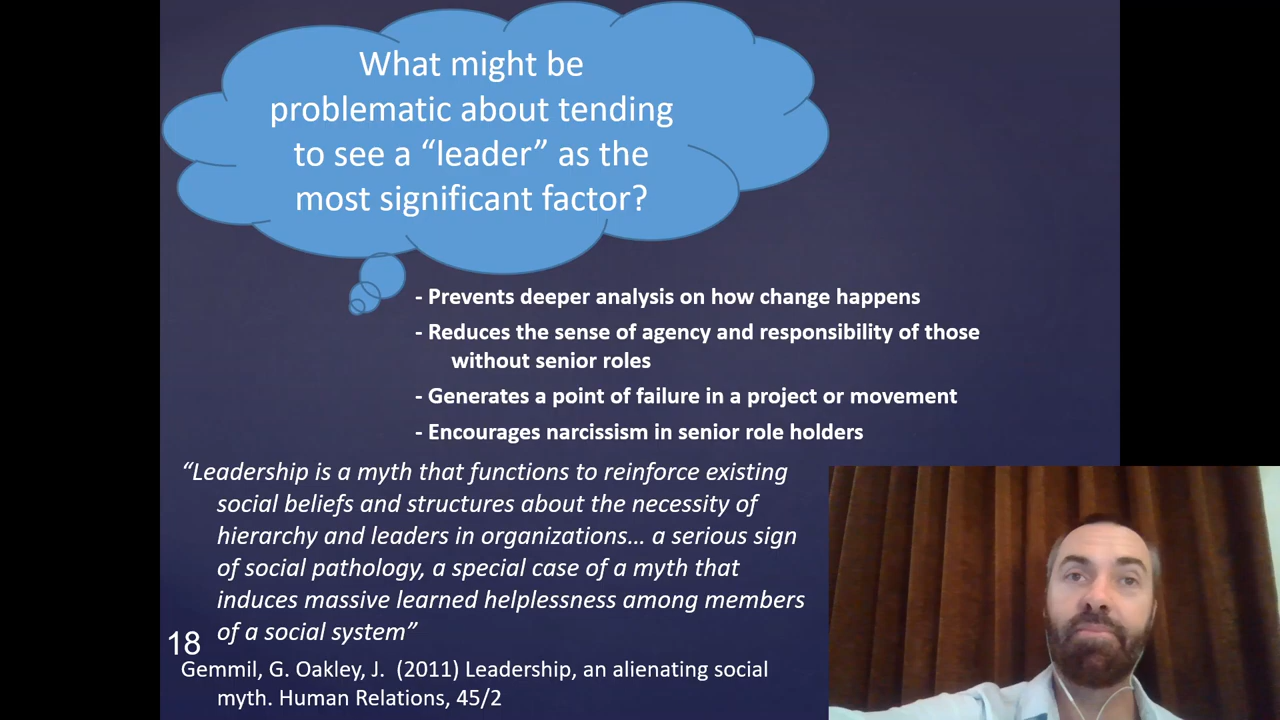 What might be
problematic about tending
to see a “leader” as the
most significant factor?
- Prevents deeper analysis on how change happens
- Reduces the sense of agency and responsibility of those
without senior roles
- Generates a point of failure in a project or movement
- Encourages narcissism in senior role holders
“Leadership is a myth that functions to reinforce existing
social beliefs and structures about the necessity of
hierarchy and leaders in organizations… a serious sign
of social pathology, a special case of a myth that
induces massive learned helplessness among members
of a social system”
18
Gemmil, G. Oakley, J. (2011) Leadership, an alienating social
myth. Human Relations, 45/2